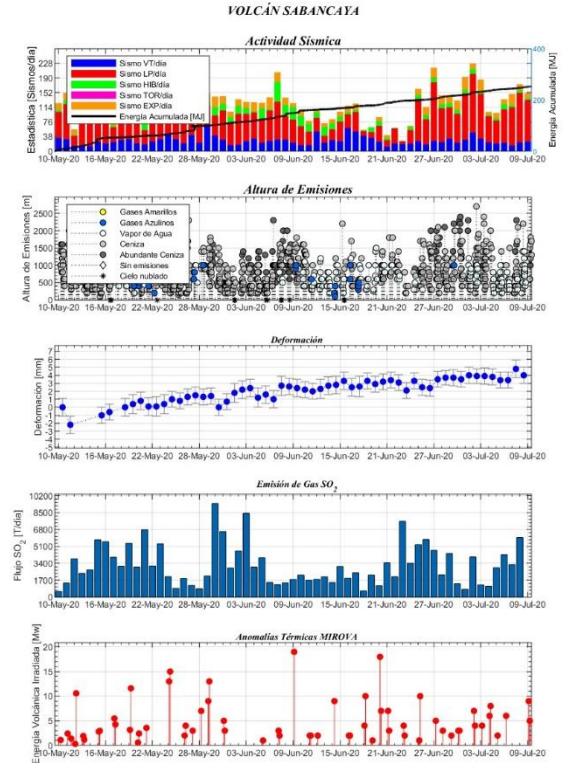 VOLCÁN SABANCAYA
Actividad Sísmica
Estadística [Sismos/día]
228
190
152
114
76
38
0
Sismo VT/día
Sismo LP/día
Sismo HIB/día
Sismo TOR/día
Sismo EXP/día
Energía Acumulada [MJ]
400
200
0
Energía Acumulada [MJ]
10-May-20 16-May-20 22-May-20 28-May-20 03-Jun-20 09-Jun-20 15-Jun-20 21-Jun-20 27-Jun-20 03-Jul-20 09-Jul-20
Altura de Emisiones
Altura de Emisiones [m]
2500
2000
1500
1000
500
0
Gases Amarillos
Gases Azulinos
Vapor de Agua
Ceniza
Abundante Ceniza
Sin emisiones
Cielo nublado
10-May-20 16-May-20 22-May-20 28-May-20 03-Jun-20 09-Jun-20 15-Jun-20 21-Jun-20 27-Jun-20 03-Jul-20 09-Jul-20
Deformación
Deformación [mm]
7
6
5
4
3
2
1
0
-1
-2
-3
-4
-5
10-May-20 16-May-20 22-May-20 28-May-20 03-Jun-20 09-Jun-20 15-Jun-20 21-Jun-20 27-Jun-20 03-Jul-20 09-Jul-20
Emisión de Gas SO2
Flujo SO2 [T/día]
10200
8500
6800
5100
3400
1700
0
10-May-20 16-May-20 22-May-20 28-May-20 03-Jun-20 09-Jun-20 15-Jun-20 21-Jun-20 27-Jun-20 03-Jul-20 09-Jul-20
Anomalías Térmicas MIROVA
Energía Volcánica Irradiada [Mw]
20
15
10
5
0
10-May-20 16-May-20 22-May-20 28-May-20 03-Jun-20 09-Jun-20 15-Jun-20 21-Jun-20 27-Jun-20 03-Jul-20 09-Jul-20